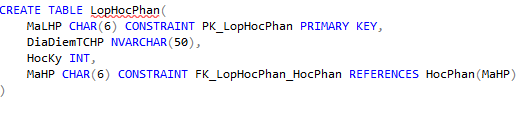 CREATE TABLE LopHocPhan(
MaLHP CHAR(6) CONSTRAINT PK_LopHocPhan PRIMARY KEY,
DiaDiemTCHP NVARCHAR(50),
HocKy INT,
MaHP CHAR(6) CONSTRAINT FK_LopHocPhan_HocPhan REFERENCES HocPhan(MaHP)
)